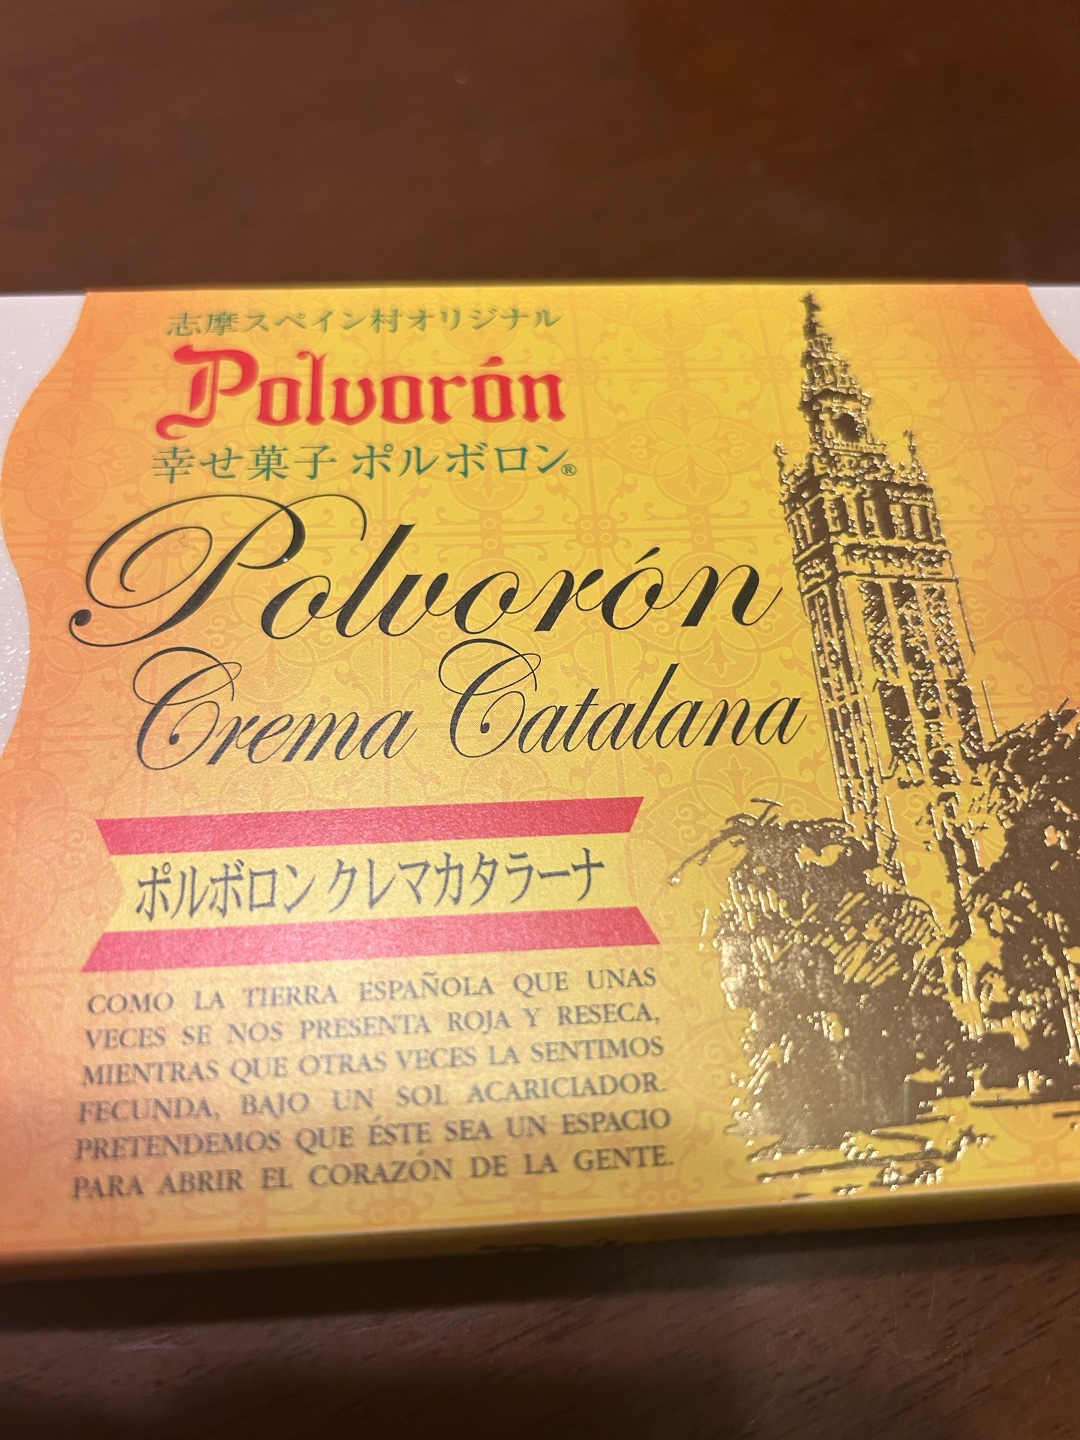 志摩スペイン村オリジナル
Polvorón
幸せ菓子 ポルボロン®
Polvorón
Crema Catalana
ポルボロン クレマカタラーナ
COMO LA TIERRA ESPAÑOLA QUE UNAS
VECES SE NOS PRESENTA ROJA Y RESECA,
MIENTRAS QUE OTRAS VECES LA SENTIMOS
FECUNDA, BAJO UN SOL ACARICIADOR.
PRETENDEMOS QUE ÉSTE SEA UN ESPACIO
PARA ABRIR EL CORAZÓN DE LA GENTE.